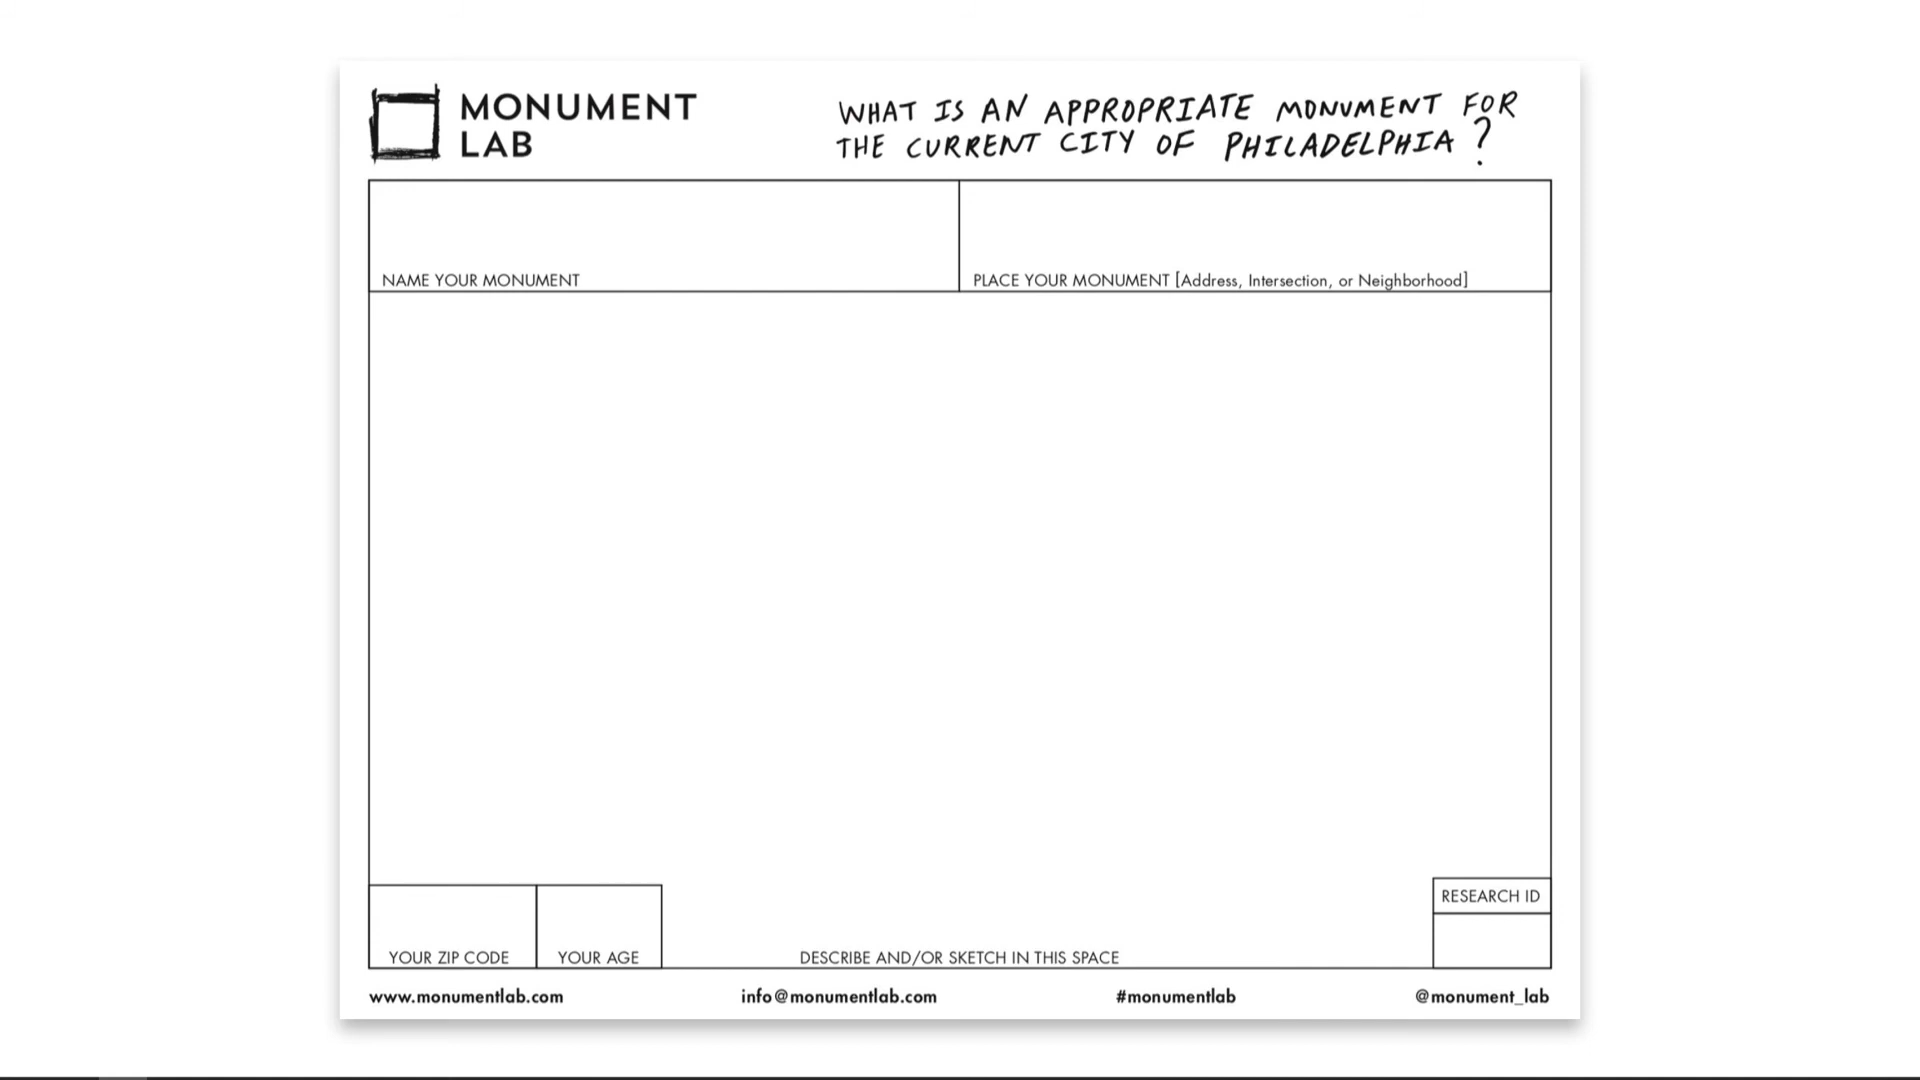 MONUMENT
LAB
WHAT IS AN APPROPRIATE MONUMENT FOR
THE CURRENT CITY OF PHILADELPHIA?
NAME YOUR MONUMENT
PLACE YOUR MONUMENT [Address, Intersection, or Neighborhood]
YOUR ZIP CODE
YOUR AGE
DESCRIBE AND/OR SKETCH IN THIS SPACE
RESEARCH ID
www.monumentlab.com
info@monumentlab.com
#monumentlab
@monument_lab